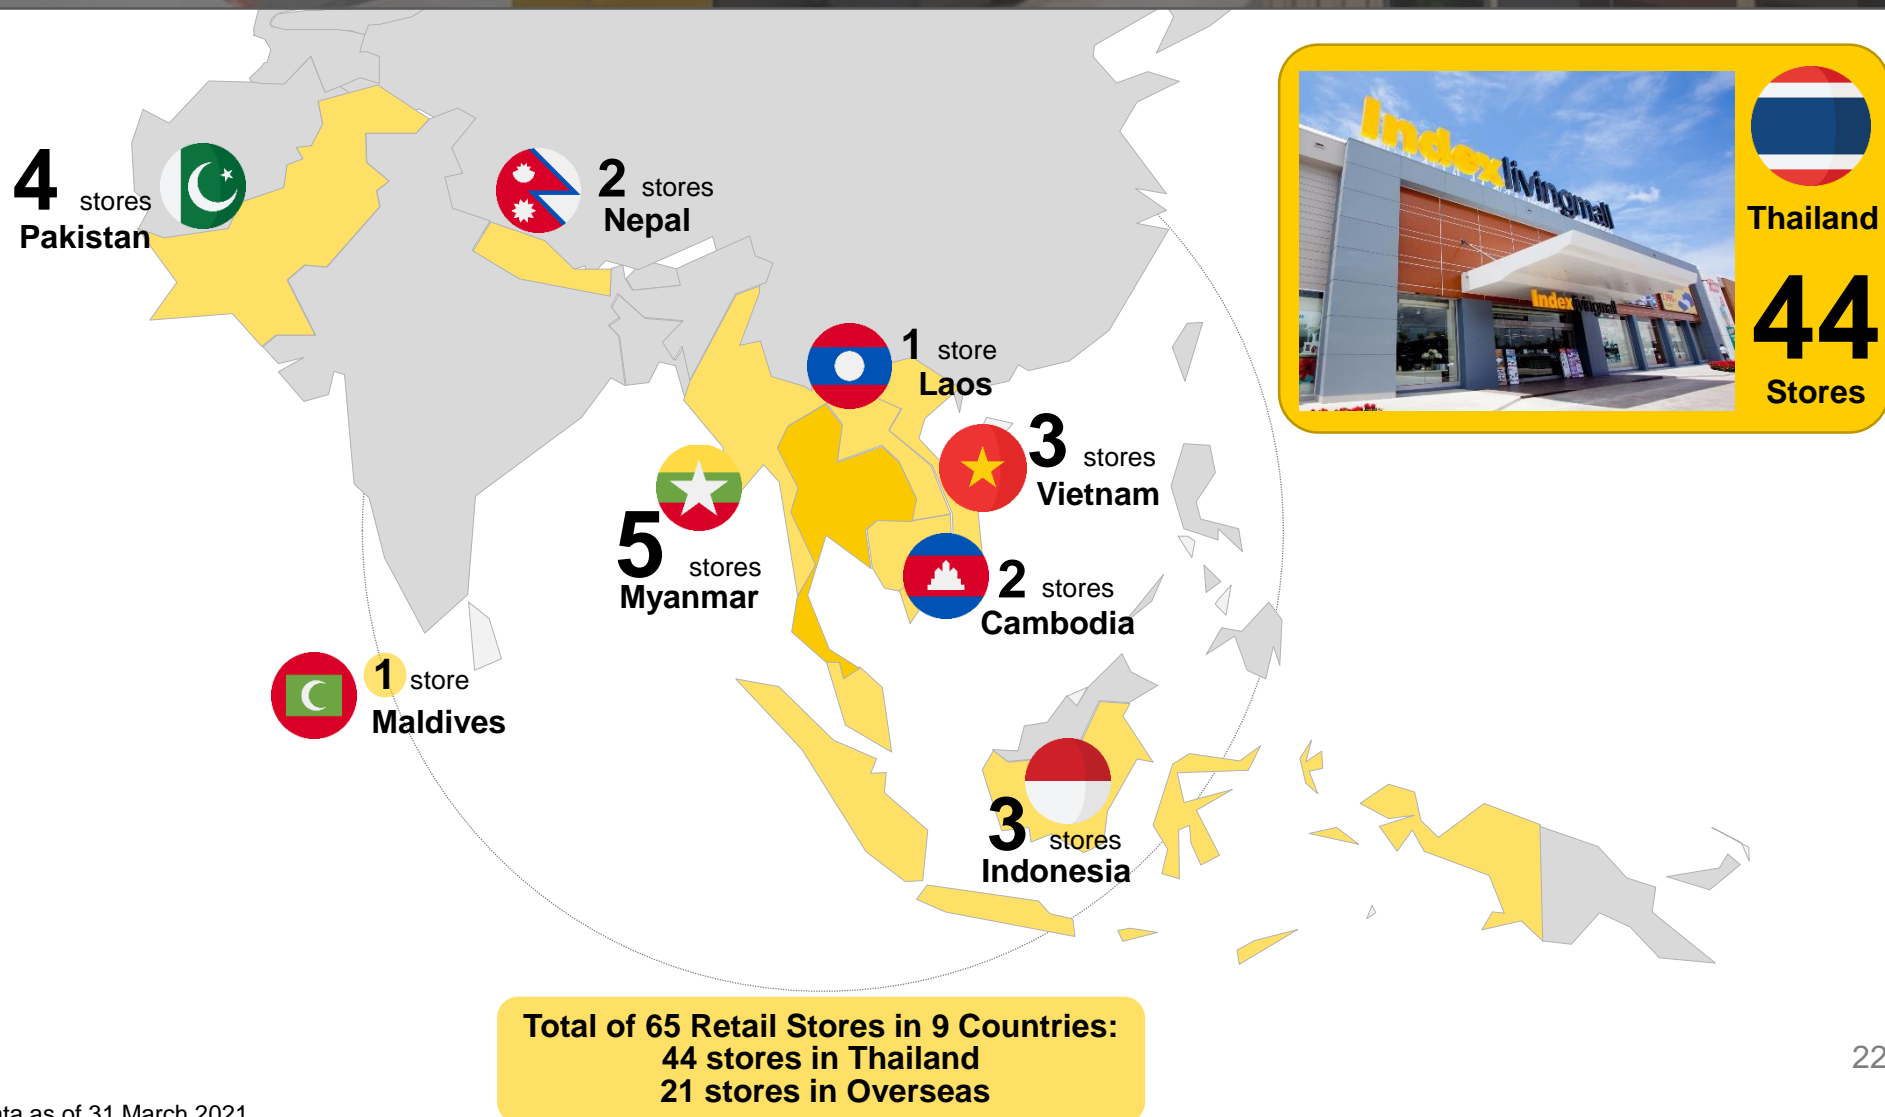 4 stores
Pakistan
2 stores
Nepal
Indexlivingmall
Indexlivingmall
Thailand
44
Stores
1 store
Laos
3 stores
Vietnam
5 stores
Myanmar
2 stores
Cambodia
1 store
Maldives
3 stores
Indonesia
Total of 65 Retail Stores in 9 Countries:
44 stores in Thailand
21 stores in Overseas
22
as of 31 March 2021